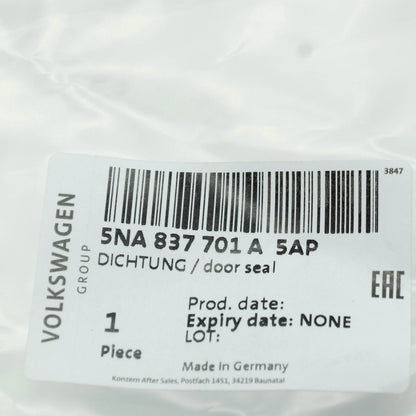 3847
5NA 837 701 A 5AP
DICHTUNG / door seal
VOLKSWAGEN
GROUP
EAC
Prod. date:
1
Expiry date: NONE
Piece
LOT:
Made in Germany
Konzern After Sales, Postfach 1451, 34219 Baunatal